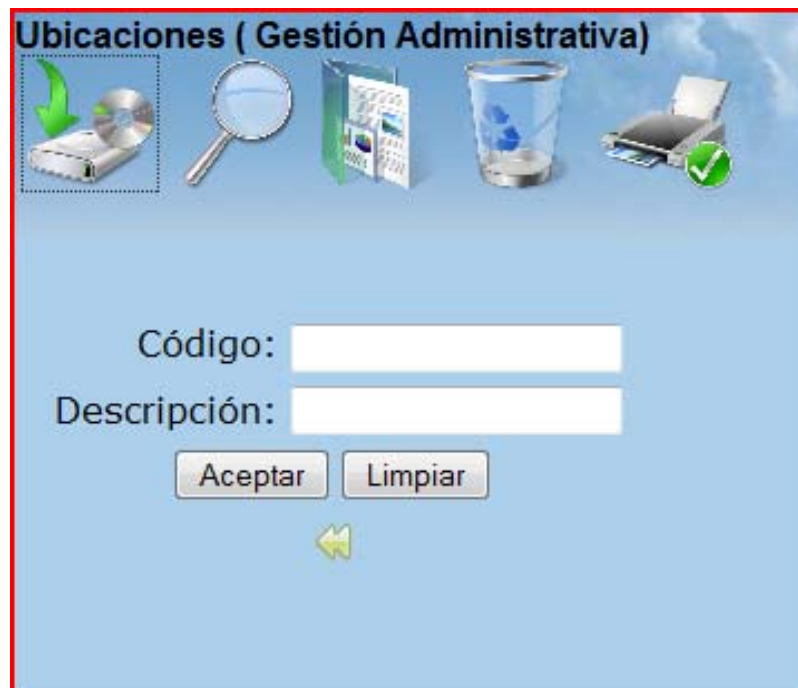 Ubicaciones ( Gestión Administrativa)
Código:
Descripción:
Aceptar Limpiar